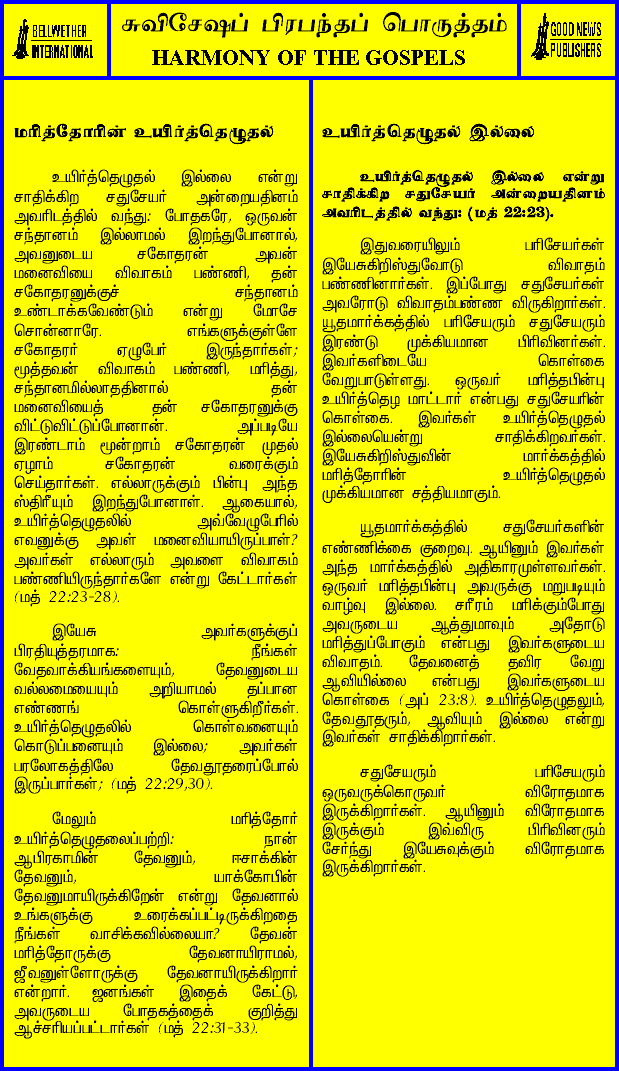 BELLWETHER
INTERNATIONAL
சுவிசேஷப் பிரபந்தப் பொருத்தம்
HARMONY OF THE GOSPELS
GOOD NEWS
PUBLISHERS
மரித்தோரின் உயிர்த்தெழுதல்
உயிர்த்தெழுதல் இல்லை என்று
சாதிக்கிற சதுசேயர் அன்றையதினம்
அவரிடத்தில் வந்து: போதகரே, ஒருவன்
சந்தானம் இல்லாமல் இறந்துபோனால்,
அவனுடைய சகோதரன் அவன்
மனைவியை விவாகம் பண்ணி, தன்
சகோதரனுக்குச் சந்தானம்
உண்டாக்கவேண்டும் என்று மோசே
சொன்னாரே. எங்களுக்குள்ளே
சகோதரர் ஏழுபேர் இருந்தார்கள்;
மூத்தவன் விவாகம் பண்ணி, மரித்து,
சந்தானமில்லாததினால் தன்
மனைவியைத் தன் சகோதரனுக்கு
விட்டுவிட்டுப்போனான். அப்படியே
இரண்டாம் மூன்றாம் சகோதரன் முதல்
ஏழாம் சகோதரன் வரைக்கும்
செய்தார்கள். எல்லாருக்கும் பின்பு அந்த
ஸ்திரீயும் இறந்துபோனாள். ஆகையால்,
உயிர்த்தெழுதலில் அவ்வேழுபேரில்
எவனுக்கு அவள் மனைவியாயிருப்பாள்?
அவர்கள் எல்லாரும் அவளை விவாகம்
பண்ணியிருந்தார்களே என்று கேட்டார்கள்
(மத் 22:23-28).
இயேசு அவர்களுக்குப்
பிரதியுத்தரமாக: நீங்கள்
வேதவாக்கியங்களையும், தேவனுடைய
வல்லமையையும் அறியாமல் தப்பான
எண்ணங் கொள்ளுகிறீர்கள்.
உயிர்த்தெழுதலில் கொள்வனையும்
கொடுப்பனையும் இல்லை; அவர்கள்
பரலோகத்திலே தேவதூதரைப்போல்
இருப்பார்கள்; (மத் 22:29,30).
மேலும் மரித்தோர்
உயிர்த்தெழுதலைப்பற்றி: நான்
ஆபிரகாமின் தேவனும், ஈசாக்கின்
தேவனும், யாக்கோபின்
தேவனுமாயிருக்கிறேன் என்று தேவனால்
உங்களுக்கு உரைக்கப்பட்டிருக்கிறதை
நீங்கள் வாசிக்கவில்லையா? தேவன்
மரித்தோருக்கு தேவனாயிராமல்,
ஜீவனுள்ளோருக்கு தேவனாயிருக்கிறார்
என்றார். ஜனங்கள் இதைக் கேட்டு,
அவருடைய போதகத்தைக் குறித்து
ஆச்சரியப்பட்டார்கள் (மத் 22:31-33).
உயிர்த்தெழுதல் இல்லை
உயிர்த்தெழுதல் இல்லை என்று
சாதிக்கிற சதுசேயர் அன்றையதினம்
அவரிடத்தில் வந்து: (மத் 22:23).
இதுவரையிலும் பரிசேயர்கள்
இயேசுகிறிஸ்துவோடு விவாதம்
பண்ணினார்கள். இப்போது சதுசேயர்கள்
அவரோடு விவாதம்பண்ண விருகிறார்கள்.
யூதமார்க்கத்தில் பரிசேயரும் சதுசேயரும்
இரண்டு முக்கியமான பிரிவினர்கள்.
இவர்களிடையே கொள்கை
வேறுபாடுள்ளது. ஒருவர் மரித்தபின்பு
உயிர்த்தெழ மாட்டார் என்பது சதுசேயரின்
கொள்கை. இவர்கள் உயிர்த்தெழுதல்
இல்லையென்று சாதிக்கிறவர்கள்.
இயேசுகிறிஸ்துவின் மார்க்கத்தில்
மரித்தோரின் உயிர்த்தெழுதல்
முக்கியமான சத்தியமாகும்.
யூதமார்க்கத்தில் சதுசேயர்களின்
எண்ணிக்கை குறைவு. ஆயினும் இவர்கள்
அந்த மார்க்கத்தில் அதிகாரமுள்ளவர்கள்.
ஒருவர் மரித்தபின்பு அவருக்கு மறுபடியும்
வாழ்வு இல்லை. சரீரம் மரிக்கும்போது
அவருடைய ஆத்துமாவும் அதோடு
மரித்துப்போகும் என்பது இவர்களுடைய
விவாதம். தேவனைத் தவிர வேறு
ஆவியில்லை என்பது இவர்களுடைய
கொள்கை (அப் 23:8). உயிர்த்தெழுதலும்,
தேவதூதரும், ஆவியும் இல்லை என்று
இவர்கள் சாதிக்கிறார்கள்.
சதுசேயரும் பரிசேயரும்
ஒருவருக்கொருவர் விரோதமாக
இருக்கிறார்கள். ஆயினும் விரோதமாக
இருக்கும் இவ்விரு பிரிவினரும்
சேர்ந்து இயேசுவுக்கும் விரோதமாக
இருக்கிறார்கள்.